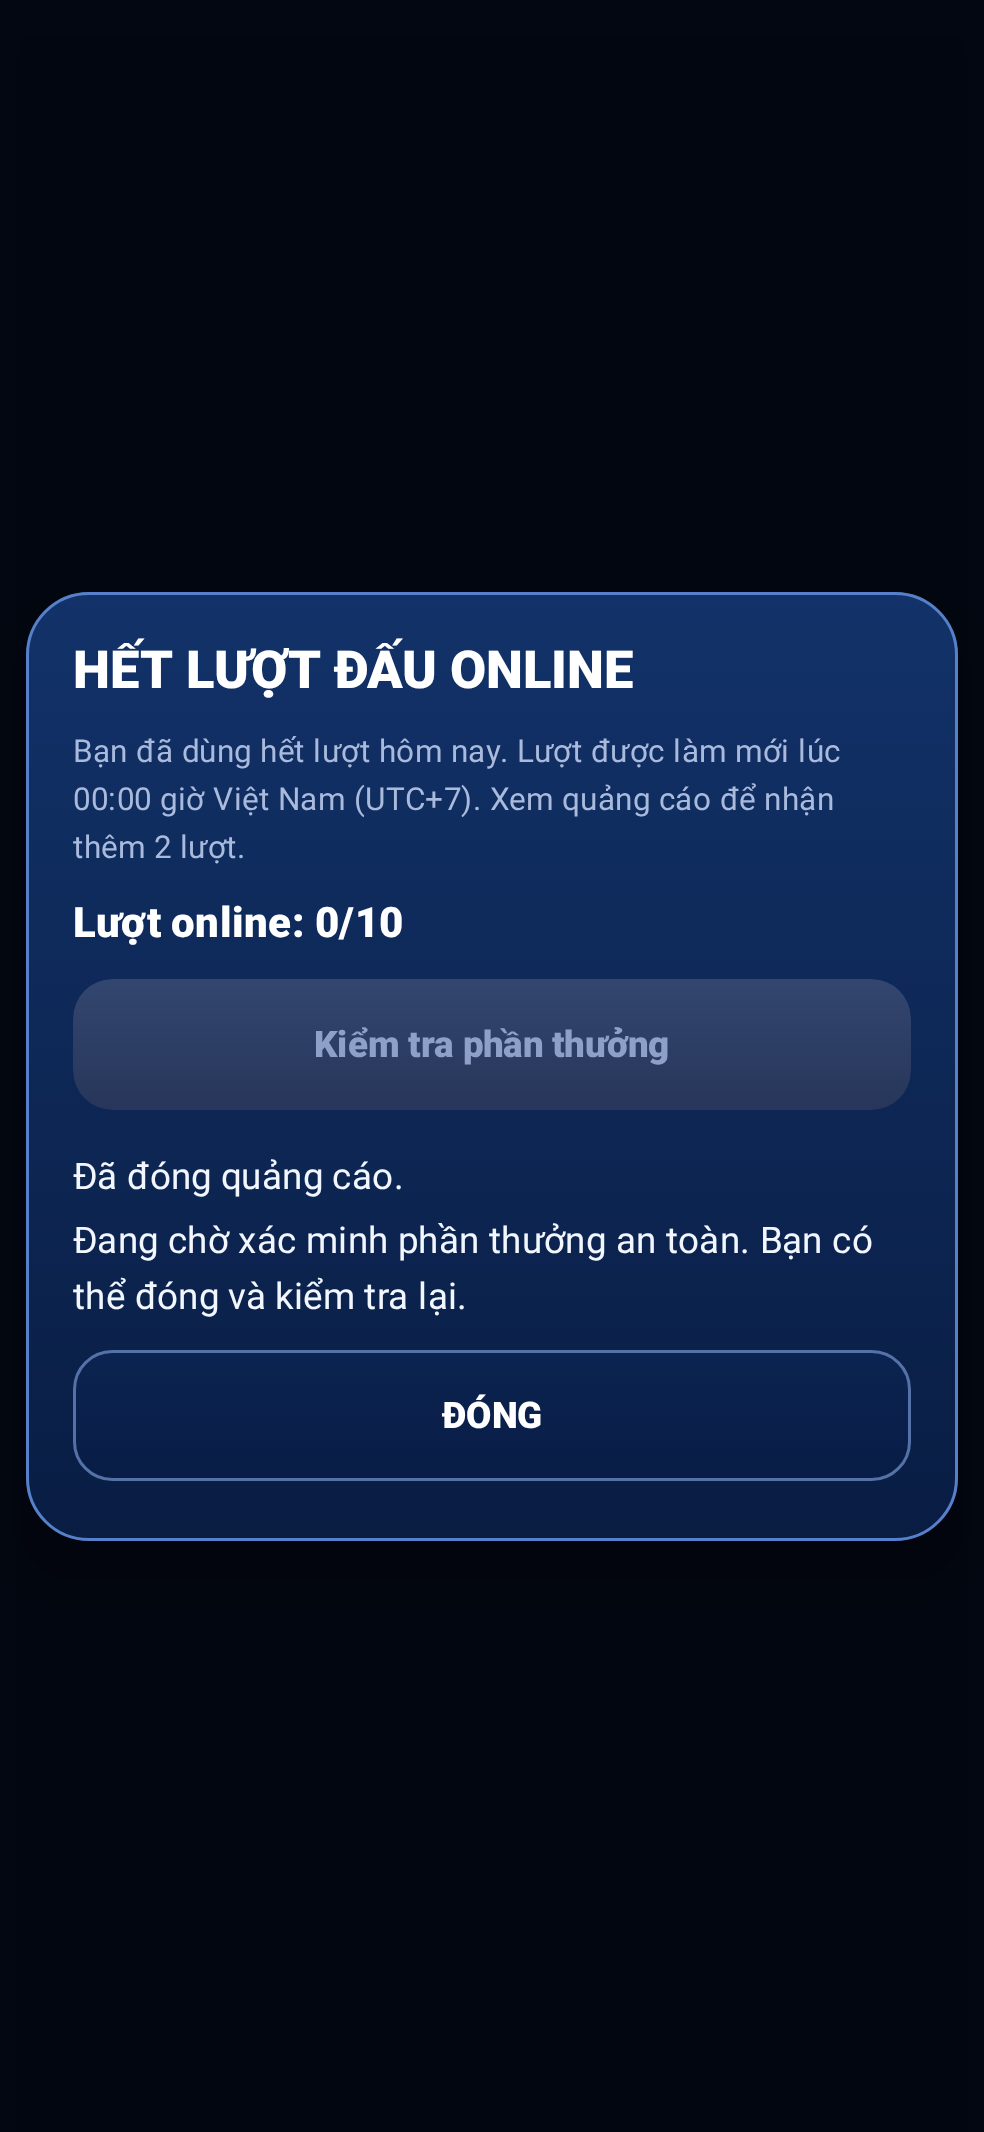 HẾT LƯỢT ĐẤU ONLINE
Bạn đã dùng hết lượt hôm nay. Lượt được làm mới lúc
00:00 giờ Việt Nam (UTC+7). Xem quảng cáo để nhận
thêm 2 lượt.
Lượt online: 0/10
Kiểm tra phần thưởng
Đã đóng quảng cáo.
Đang chờ xác minh phần thưởng an toàn. Bạn có
thể đóng và kiểm tra lại.
ĐÓNG